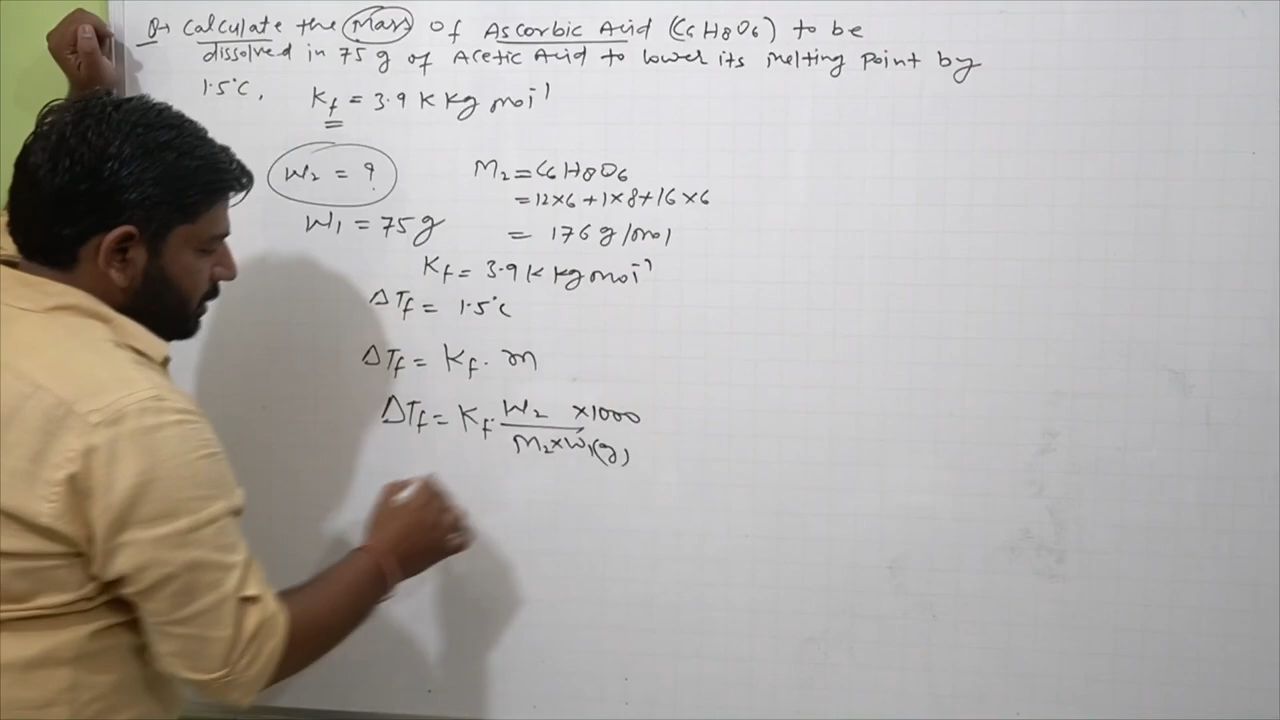 Q→ Calculate the Mass of Ascorbic Acid (C6H8O6) to be
dissolved in 75 g of Acetic Acid to lower its melting point by
1.5°C, Kf = 3.9 K Kg mol⁻¹
W2 = ?
M2 = C6H8O6
= 12×6 + 1×8 + 16×6
W1 = 75 g
= 176 g/mol
Kf = 3.9 K Kg mol⁻¹
ΔTf = 1.5°C
ΔTf = Kf. m
ΔTf = Kf. W2 ×1000
M2×W1(g)